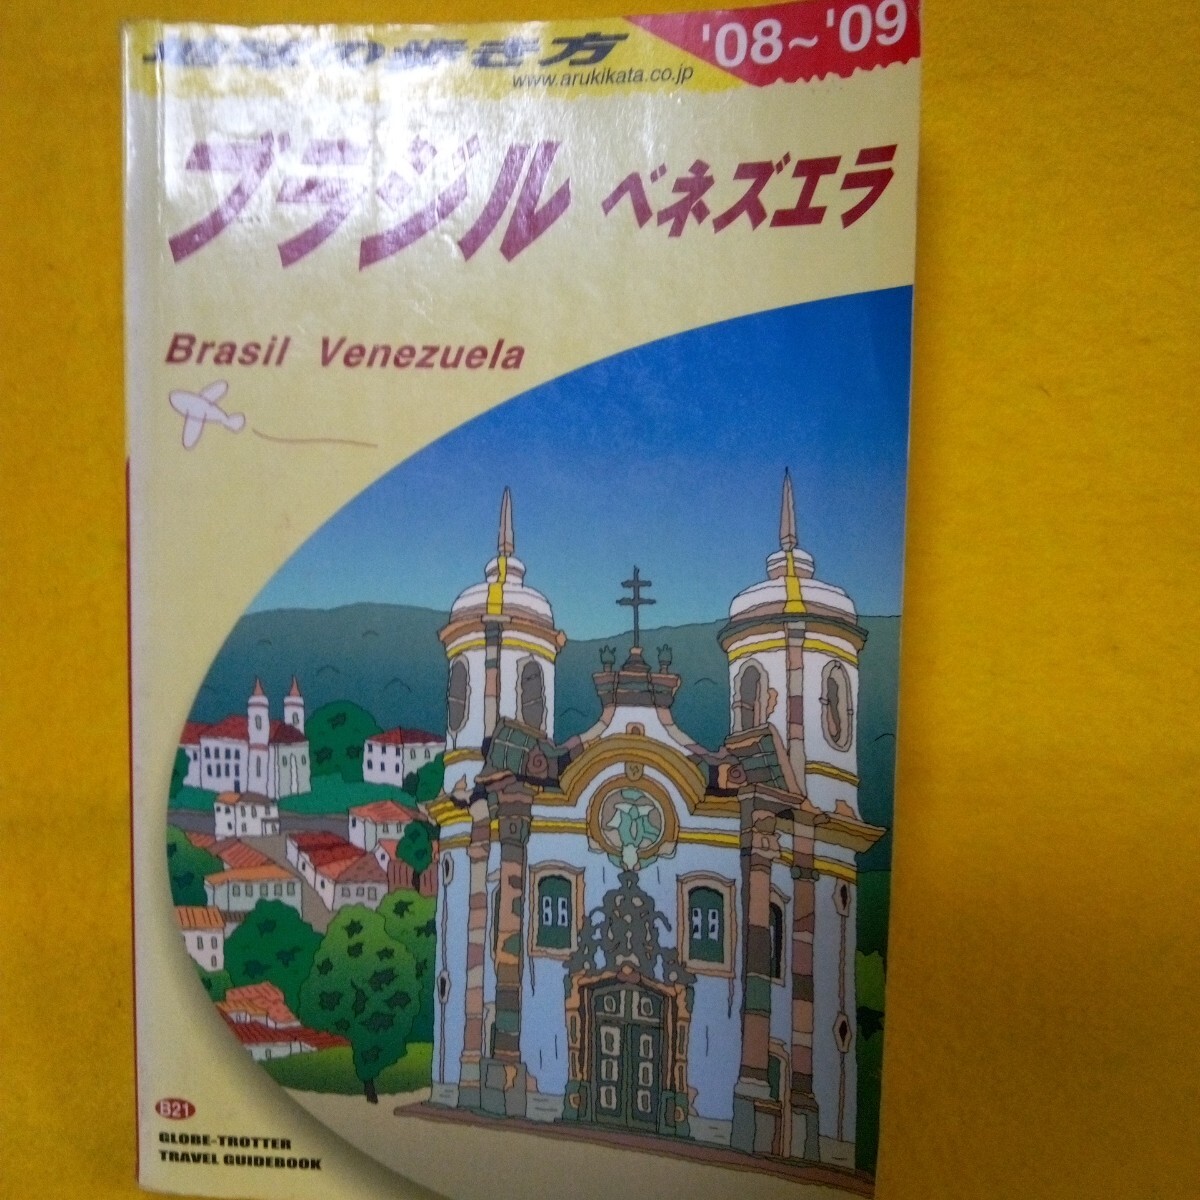 地球の歩き方
www.arukikata.co.jp
'08~'09
ブラジル ベネズエラ
Brasil Venezuela
B21
GLOBE-TROTTER
TRAVEL GUIDEBOOK